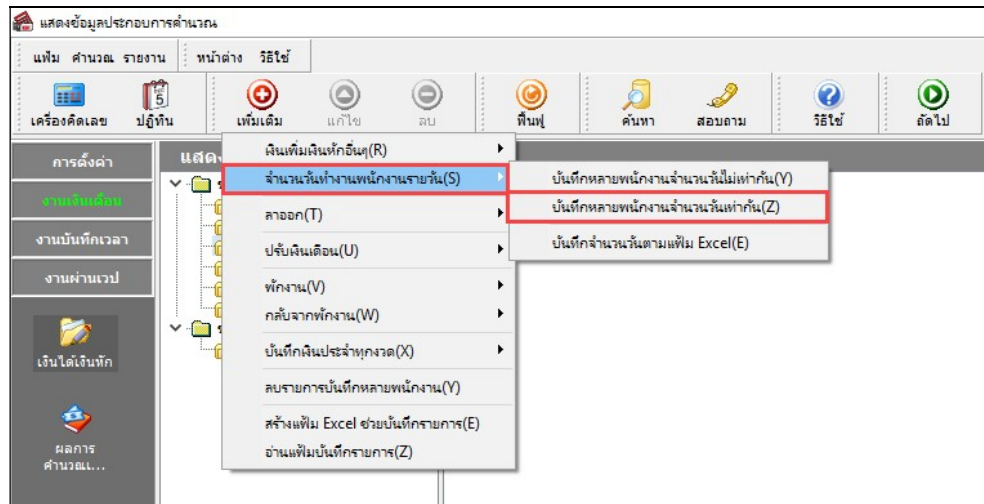 แสดงข้อมูลประกอบการคำนวณ
แฟ้ม คำนวณ รายงาน หน้าต่าง วิธีใช้
เครื่องคิดเลข ปฏิทิน เพิ่มเติม แก้ไข ลบ ฟื้นฟู ค้นหา สอบถาม วิธีใช้ ถัดไป
การตั้งค่า
งานเงินเดือน
งานบันทึกเวลา
งานผ่านเวป
เงินได้เงินหัก
ผลการ
คำนวณ...
แสดง
เงินเพิ่มเงินหักอื่นๆ(R)
จำนวนวันทำงานพนักงานรายวัน(S)
ลาออก(T)
ปรับเงินเดือน(U)
พักงาน(V)
กลับจากพักงาน(W)
บันทึกเงินประจำทุกงวด(X)
ลบรายการบันทึกหลายพนักงาน(Y)
สร้างแฟ้ม Excel ช่วยบันทึกรายการ(E)
อ่านแฟ้มบันทึกรายการ(Z)
บันทึกหลายพนักงานจำนวนวันไม่เท่ากัน(Y)
บันทึกหลายพนักงานจำนวนวันเท่ากัน(Z)
บันทึกจำนวนวันตามแฟ้ม Excel(E)